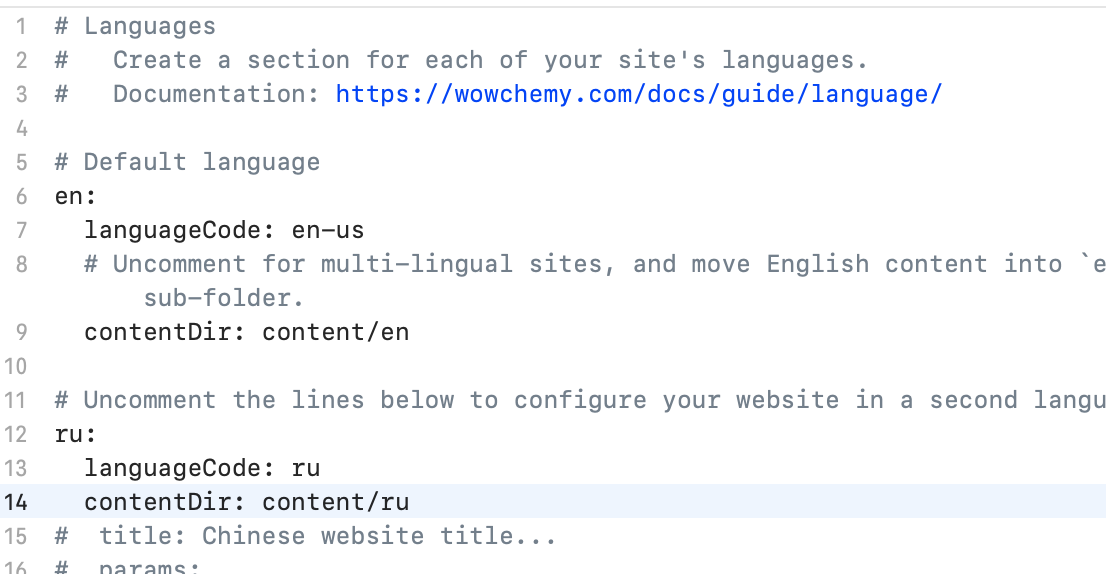 1 # Languages
2 #   Create a section for each of your site's languages.
3 #   Documentation: https://wowchemy.com/docs/guide/language/
4
5 # Default language
6 en:
7   languageCode: en-us
8   # Uncomment for multi-lingual sites, and move English content into `e
sub-folder.
9   contentDir: content/en
10
11 # Uncomment the lines below to configure your website in a second langu
12 ru:
13   languageCode: ru
14   contentDir: content/ru
15 #  title: Chinese website title...
16 #  params: